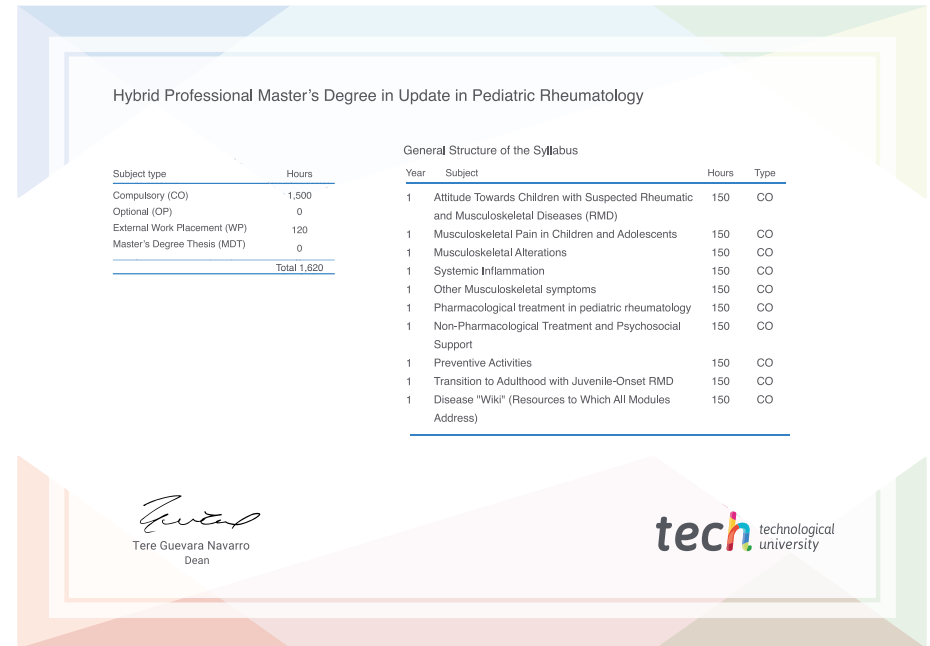 Hybrid Professional Master's Degree in Update in Pediatric Rheumatology
Subject type Hours
Compulsory (CO) 1,500
Optional (OP) 0
External Work Placement (WP) 120
Master's Degree Thesis (MDT) 0
Total 1,620
General Structure of the Syllabus
Year Subject Hours Type
1 Attitude Towards Children with Suspected Rheumatic 150 CO
and Musculoskeletal Diseases (RMD)
1 Musculoskeletal Pain in Children and Adolescents 150 CO
1 Musculoskeletal Alterations 150 CO
1 Systemic Inflammation 150 CO
1 Other Musculoskeletal symptoms 150 CO
1 Pharmacological treatment in pediatric rheumatology 150 CO
1 Non-Pharmacological Treatment and Psychosocial 150 CO
Support
1 Preventive Activities 150 CO
1 Transition to Adulthood with Juvenile-Onset RMD 150 CO
1 Disease "Wiki" (Resources to Which All Modules 150 CO
Address)
Tere Guevara Navarro
Dean
tech technological
university